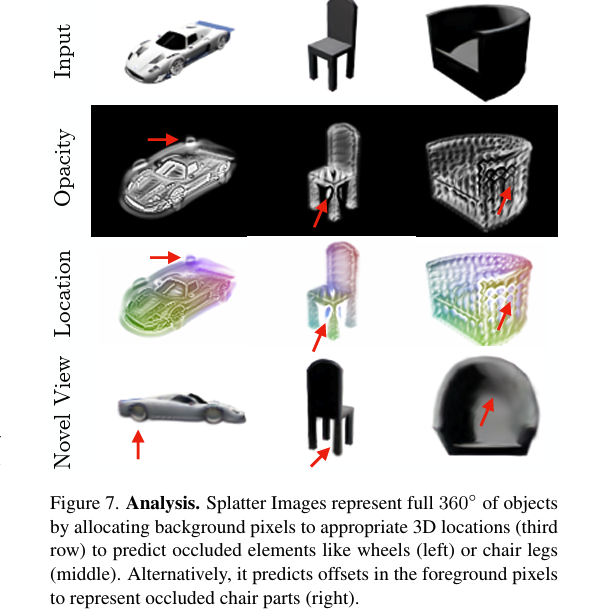 Input
Opacity
Location
Novel View
Figure 7. Analysis. Splatter Images represent full 360° of objects
by allocating background pixels to appropriate 3D locations (third
row) to predict occluded elements like wheels (left) or chair legs
(middle). Alternatively, it predicts offsets in the foreground pixels
to represent occluded chair parts (right).